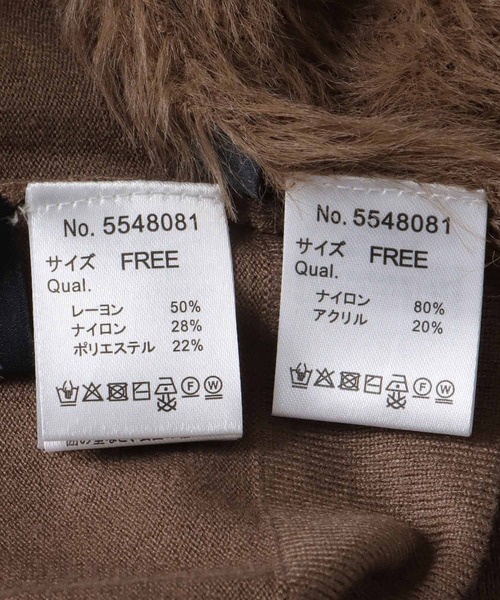 No. 5548081
サイズ FREE
Qual.
レーヨン 50%
ナイロン 28%
ポリエステル 22%
F W
No. 5548081
サイズ FREE
Qual.
ナイロン 80%
アクリル 20%
F W